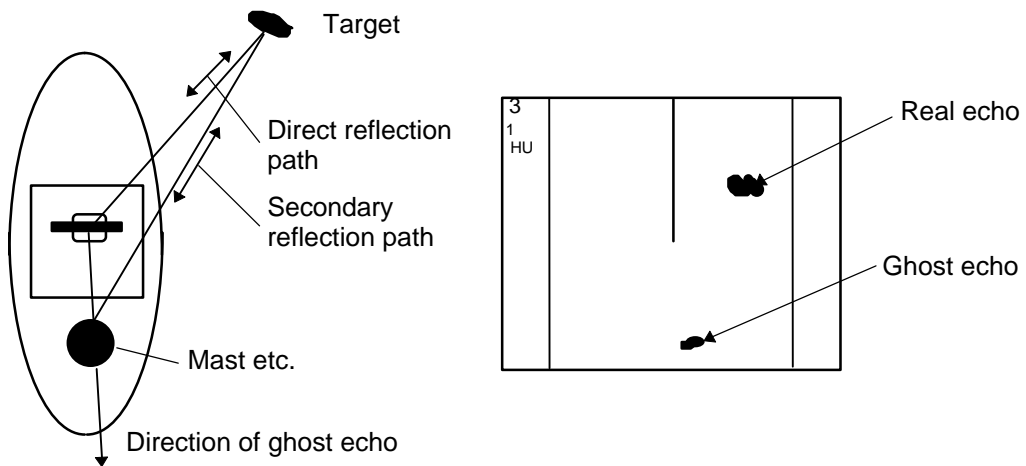 Target
Direct reflection
path
Secondary
reflection path
Mast etc.
Direction of ghost echo
3
1
HU
Real echo
Ghost echo